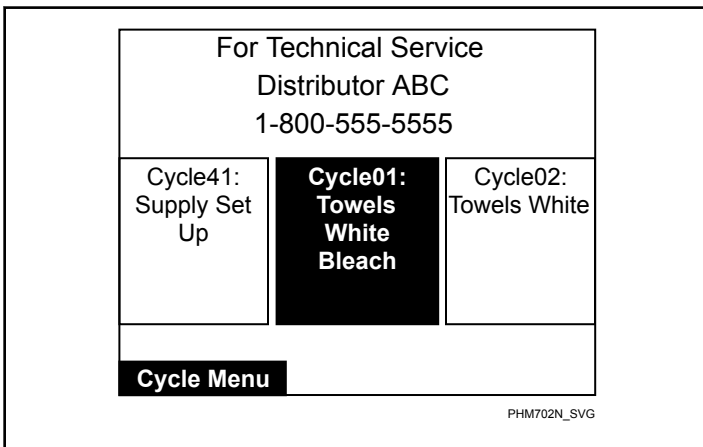 For Technical Service
Distributor ABC
1-800-555-5555
Cycle41:
Supply Set
Up
Cycle01:
Towels
White
Bleach
Cycle02:
Towels White
Cycle Menu
PHM702N_SVG